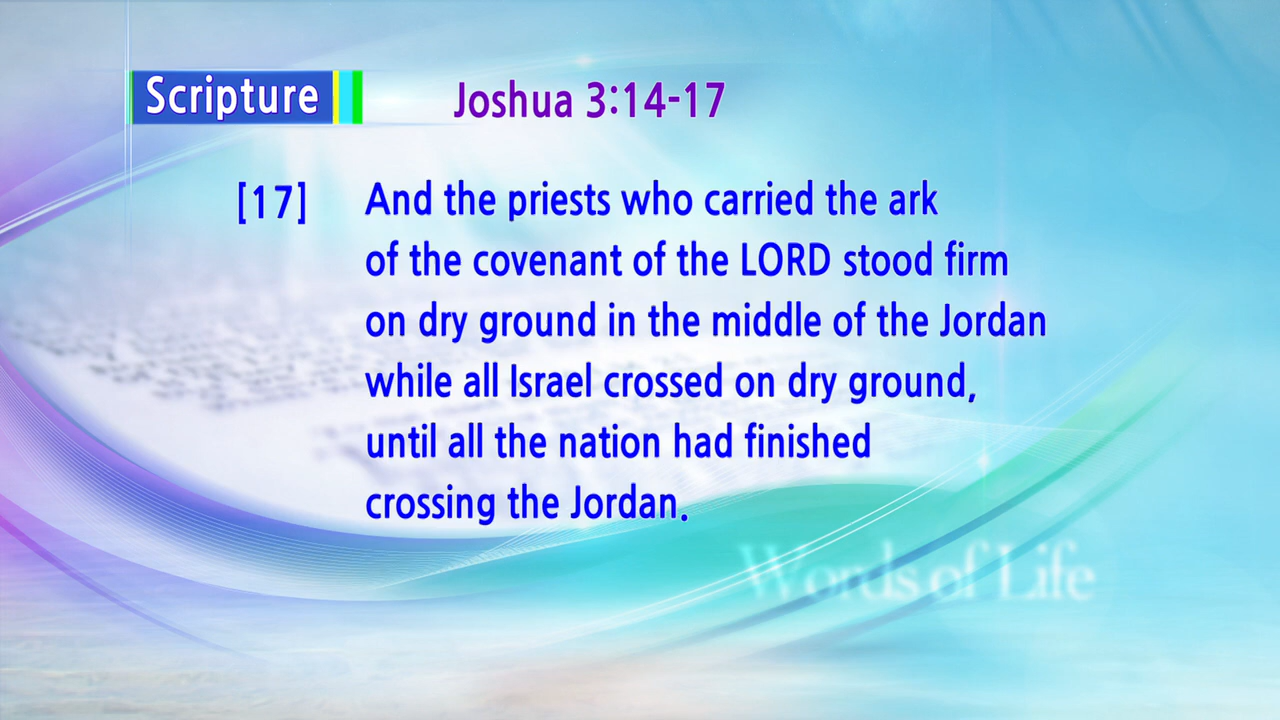 Scripture
Joshua 3:14-17
[17] And the priests who carried the ark
of the covenant of the LORD stood firm
on dry ground in the middle of the Jordan
while all Israel crossed on dry ground,
until all the nation had finished
crossing the Jordan.
Words of Life